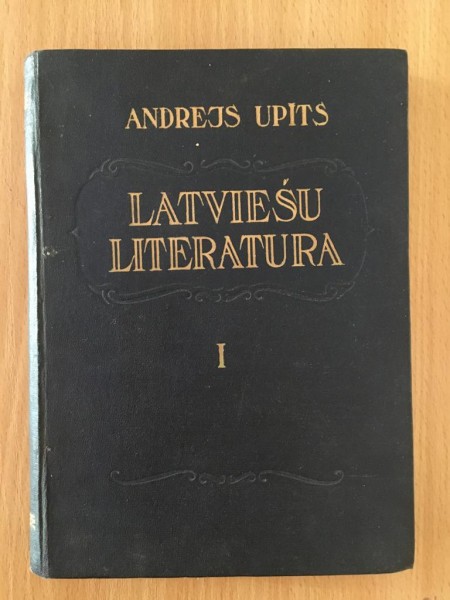 ANDREJS UPĪTS
LATVIEŠU
LITERATURA
I